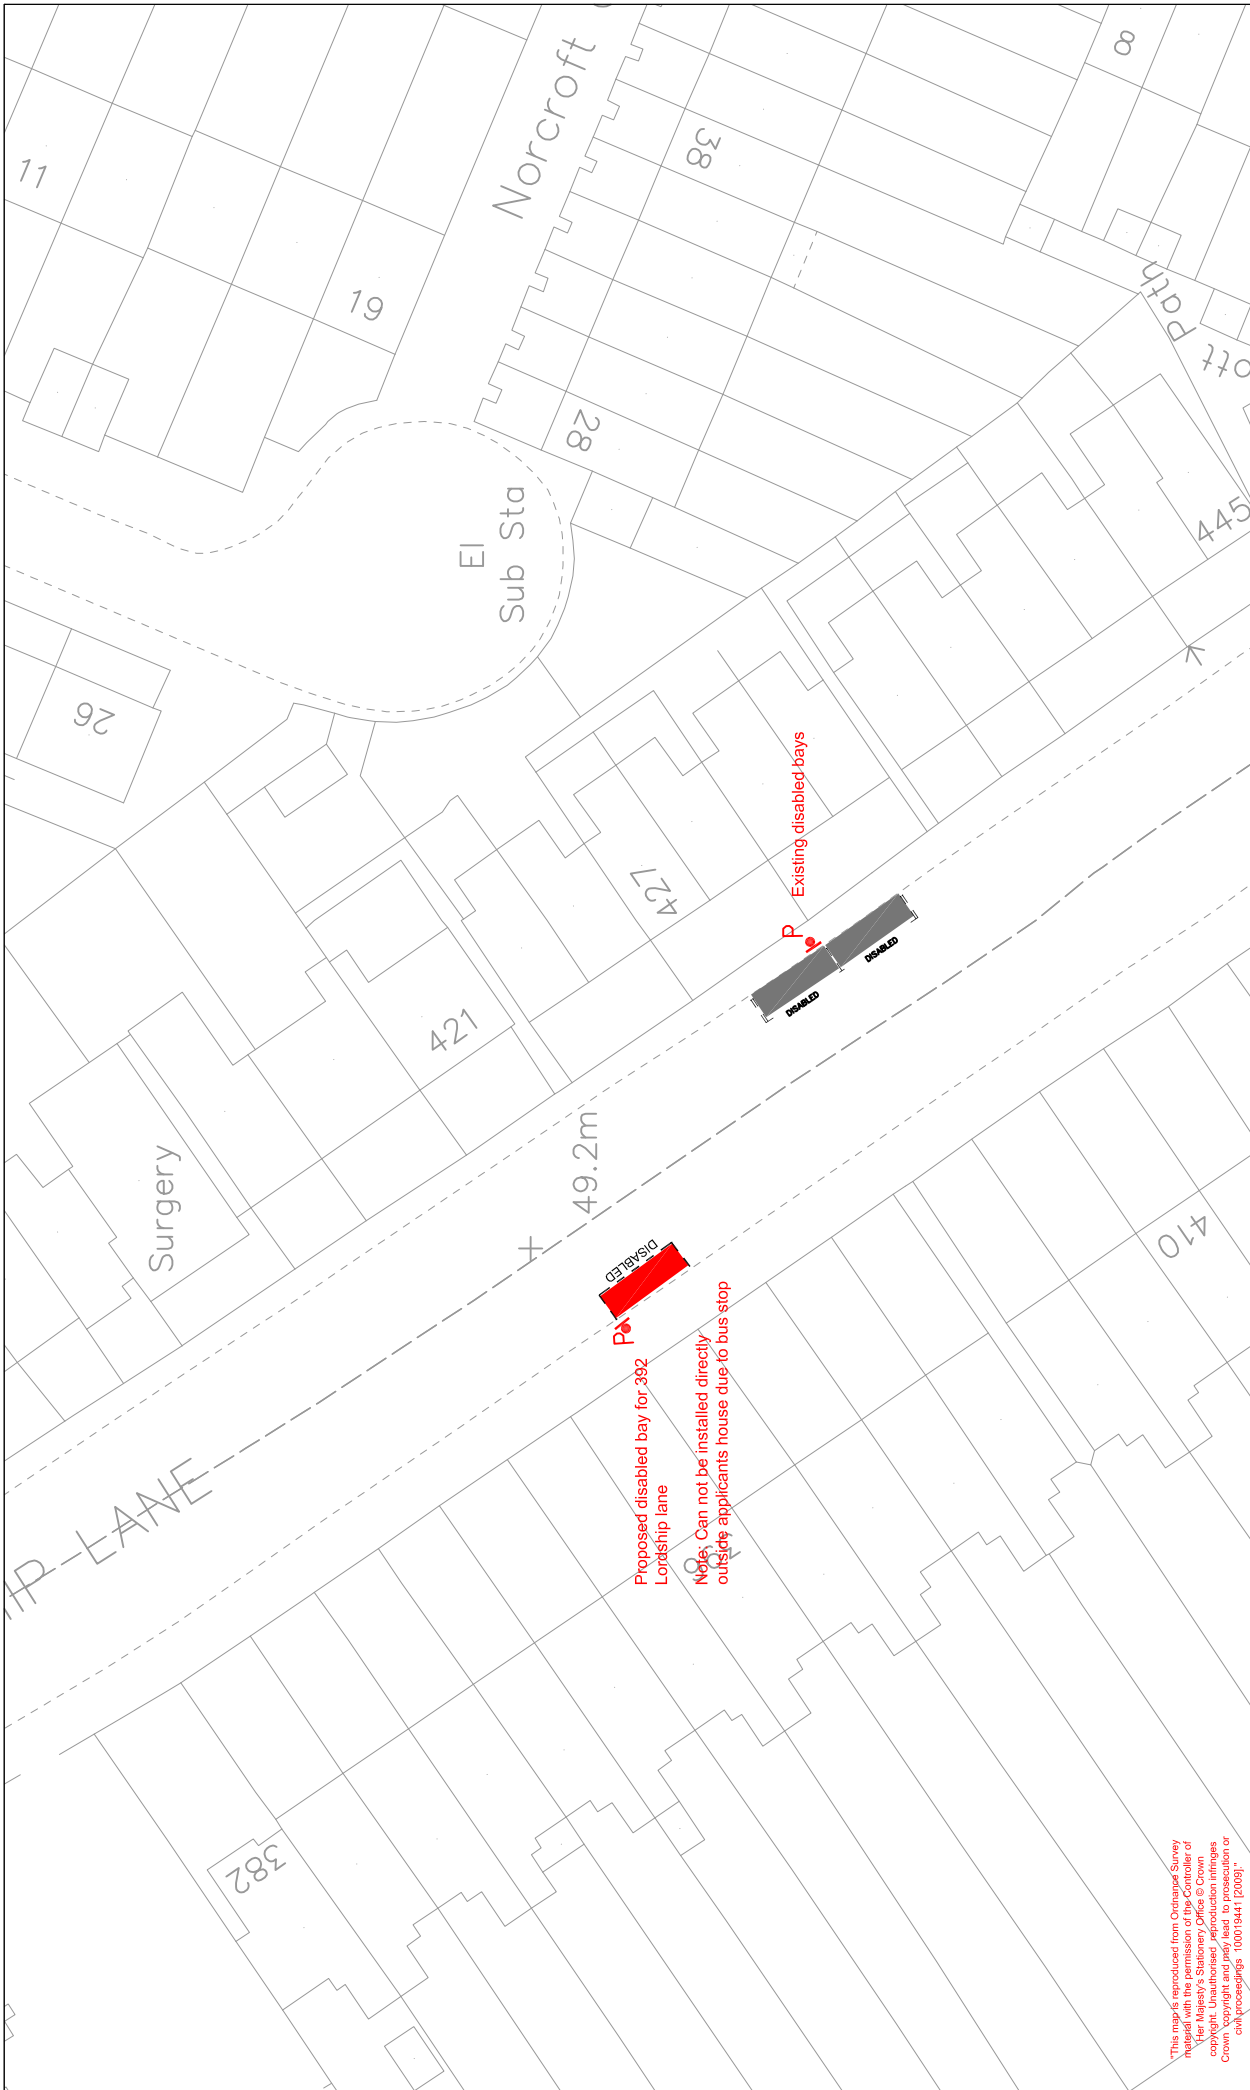 11
Norcroft
38
8
19
28
Path
ott
El
Sub Sta
445
26
427
421
Surgery
Existing disabled bays
P
DISABLED
DISABLED
49.2m
X
DISABLED
P
Proposed disabled bay for 392
Lordship lane
Note: Can not be installed directly
outside applicants house due to bus stop
410
HIP LANE
396
382
"This map is reproduced from Ordnance Survey
material with the permission of the Controller of
Her Majesty's Stationery Office © Crown
copyright. Unauthorised reproduction infringes
Crown copyright and may lead to prosecution or
civil proceedings 100019441 [2009]."